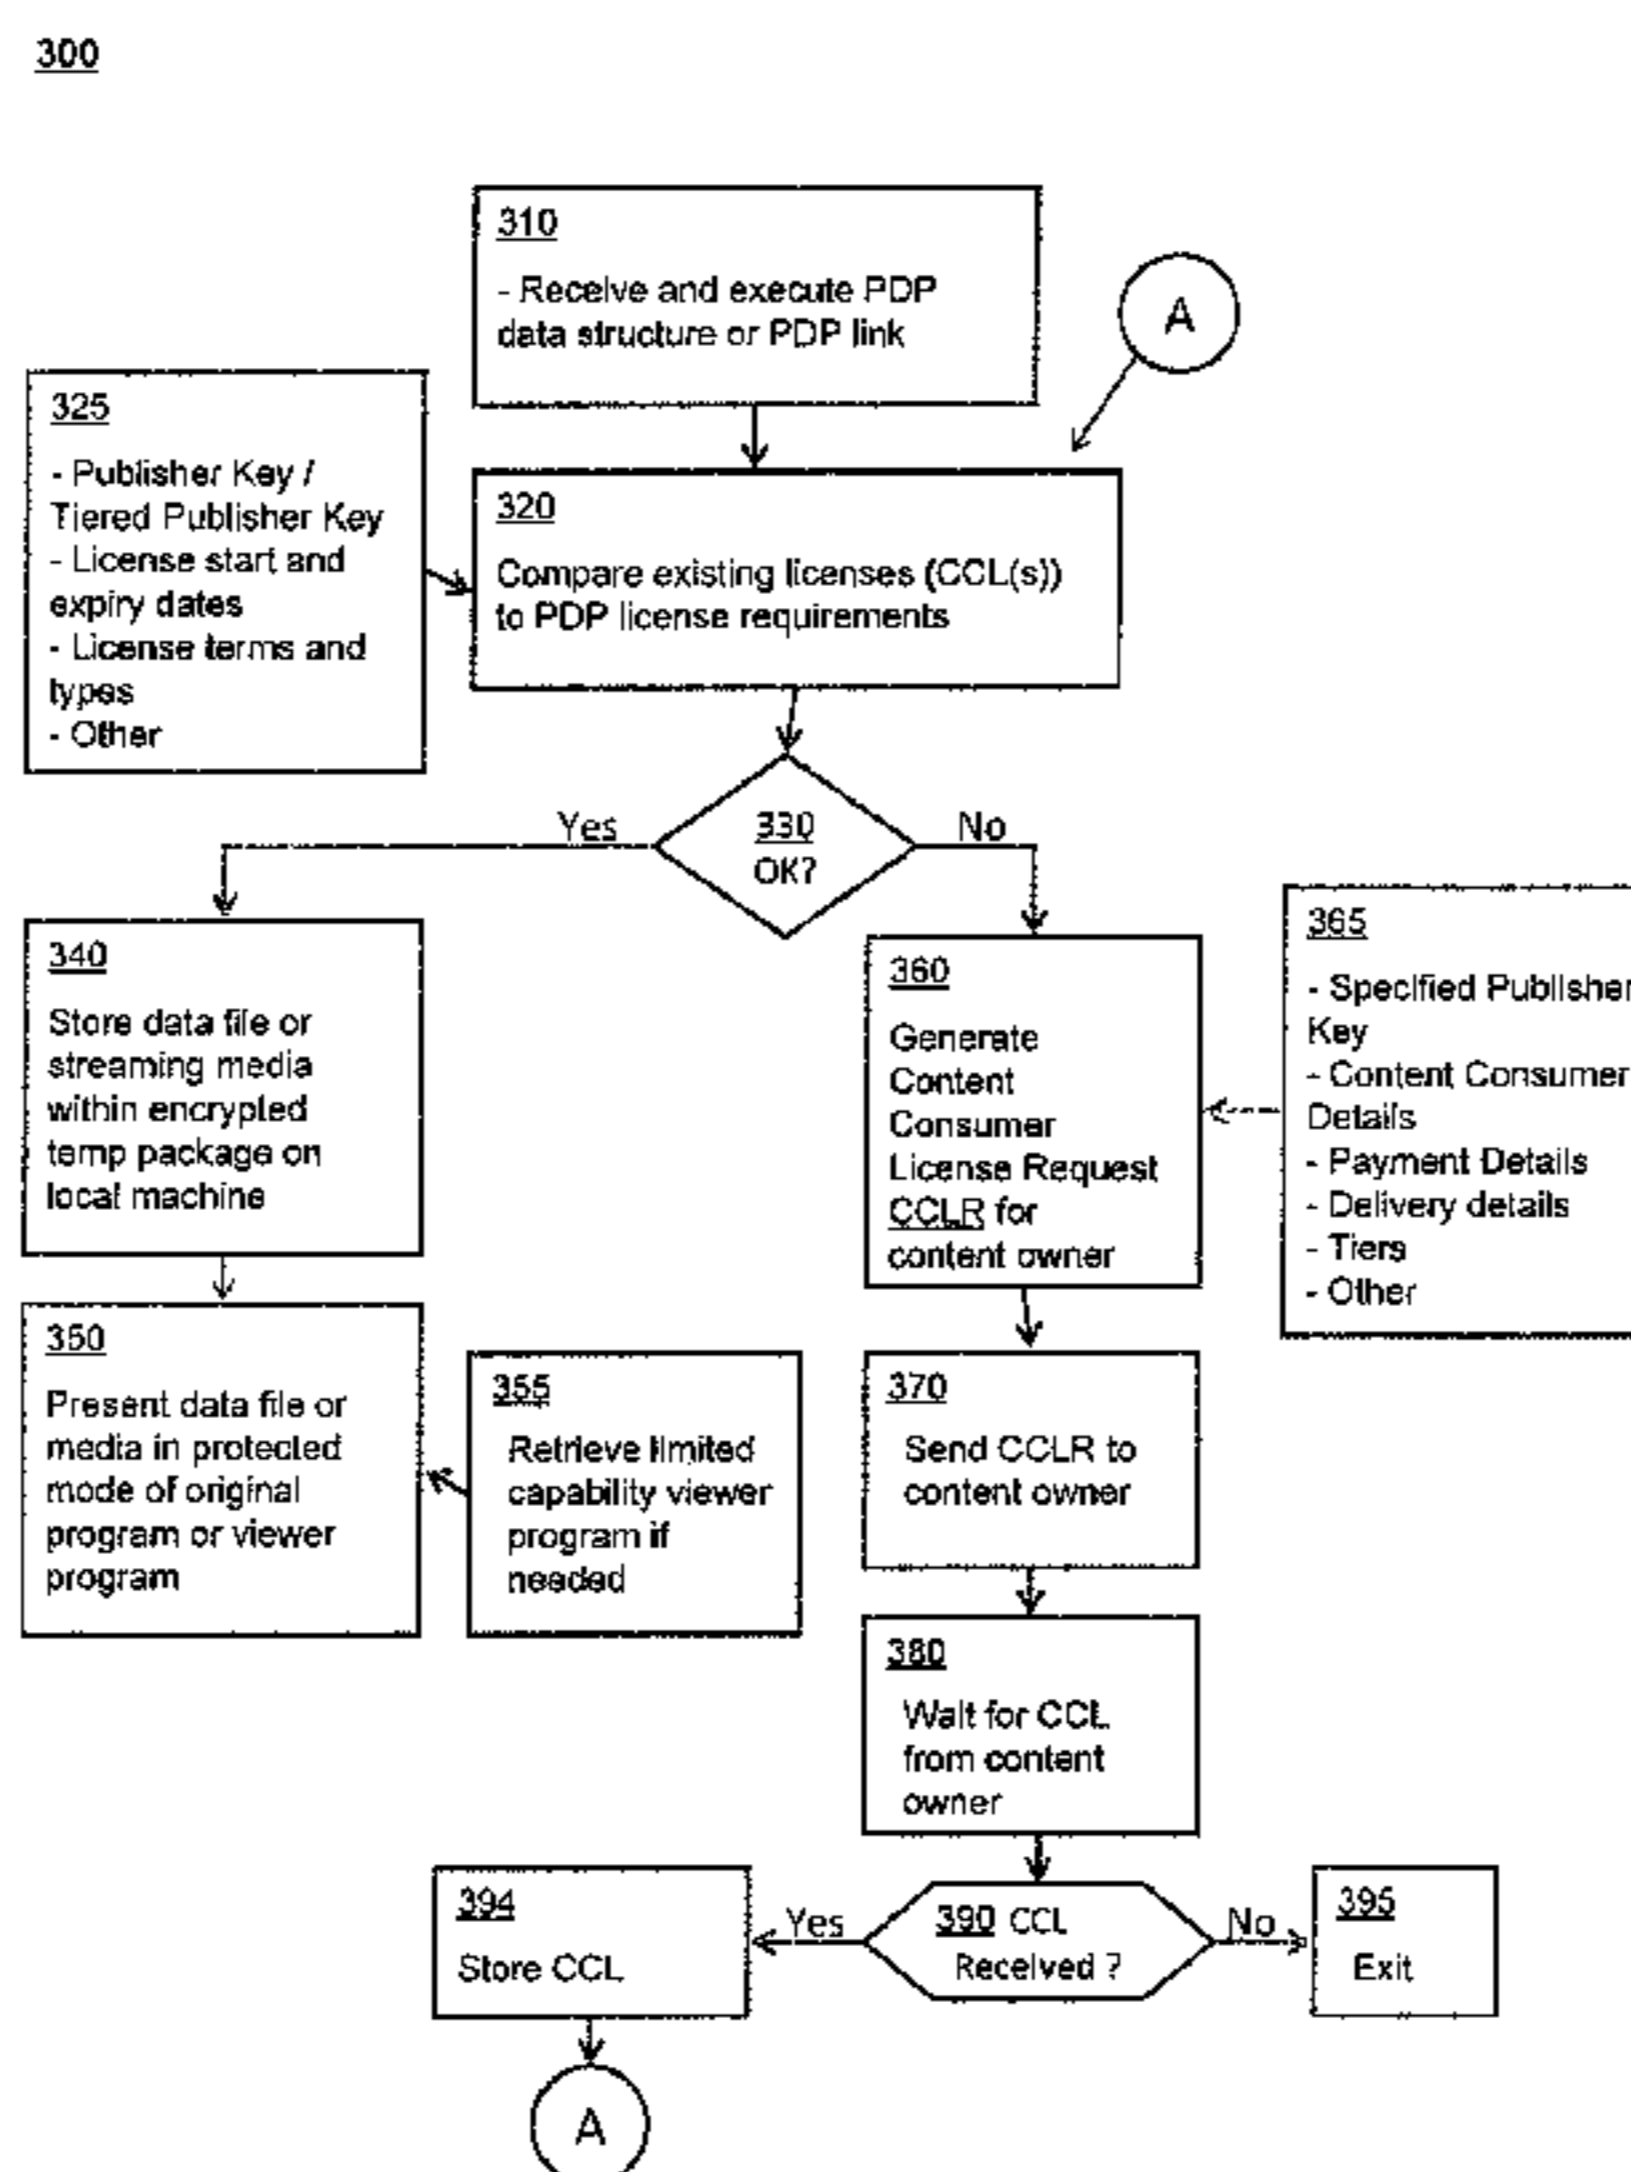 300
310
- Receive and execute PDP
data structure or PDP link
A
325
- Publisher Key /
Tiered Publisher Key
- License start and
expiry dates
- License terms and
types
- Other
320
Compare existing licenses (CCL(s))
to PDP license requirements
330
OK?
Yes
No
340
Store data file or
streaming media
within encrypted
temp package on
local machine
360
Generate
Content
Consumer
License Request
CCLR for
content owner
365
- Specified Publisher
Key
- Content Consumer
Details
- Payment Details
- Delivery details
- Tiers
- Other
350
Present data file or
media in protected
mode of original
program or viewer
program
355
Retrieve limited
capability viewer
program if
needed
370
Send CCLR to
content owner
380
Wait for CCL
from content
owner
394
Store CCL
Yes
390 CCL
Received ?
No
395
Exit
A